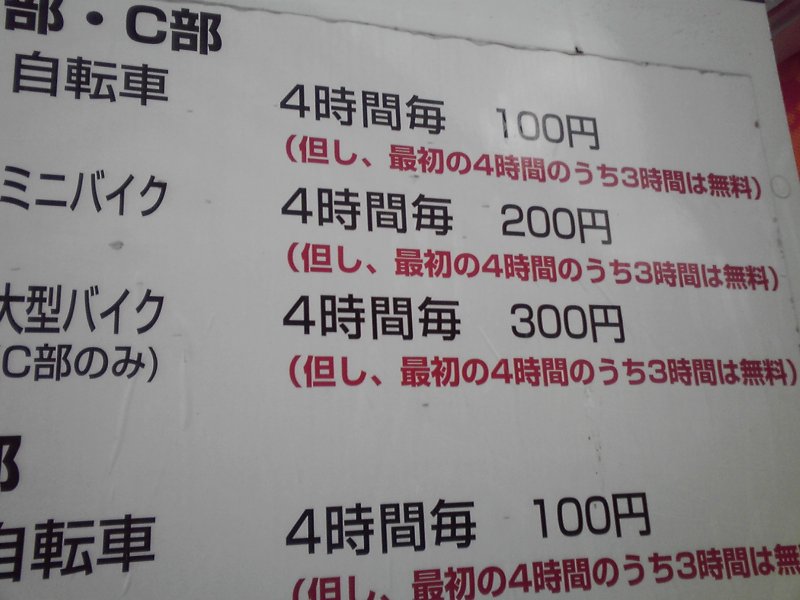 部・C部
自転車 4時間毎 100円
(但し、最初の4時間のうち3時間は無料)
ミニバイク 4時間毎 200円
(但し、最初の4時間のうち3時間は無料)
大型バイク 4時間毎 300円
(C部のみ) (但し、最初の4時間のうち3時間は無料)
部
自転車 4時間毎 100円
(但し、最初の4時間のうち3時間は無